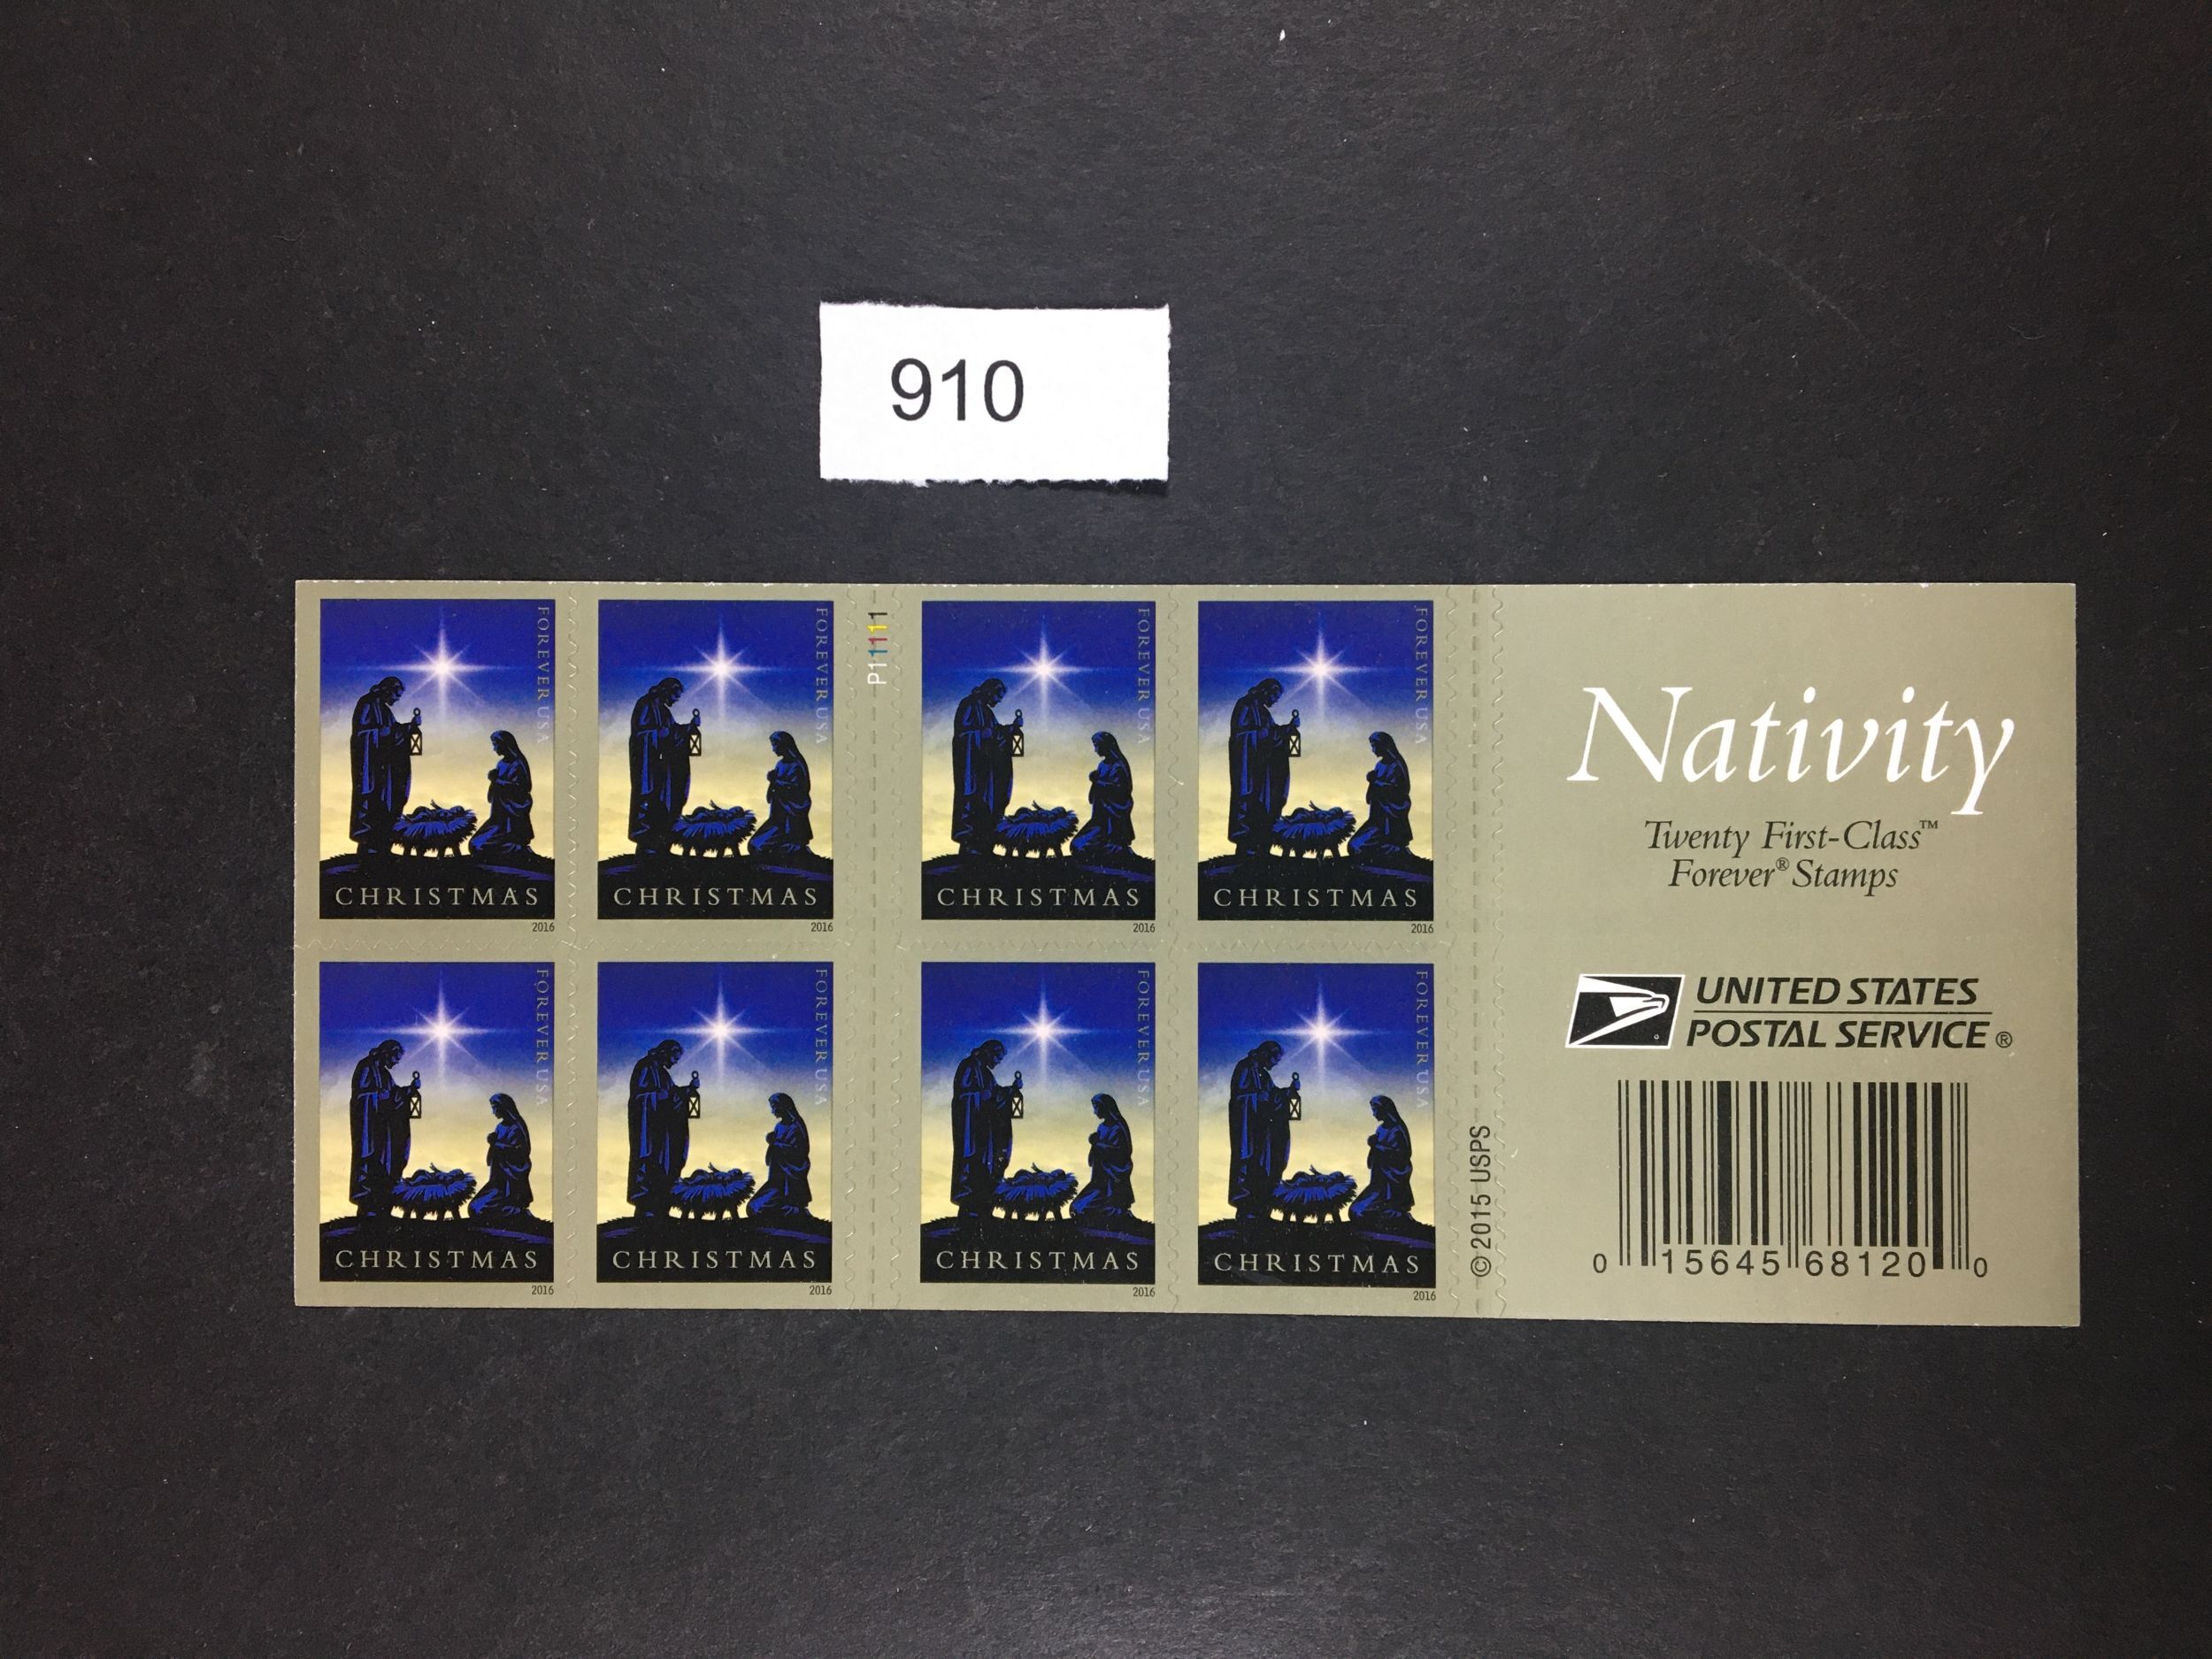 910
FOREVER USA
CHRISTMAS
2016
FOREVER USA
CHRISTMAS
2016
P11111
FOREVER USA
CHRISTMAS
2016
FOREVER USA
CHRISTMAS
2016
FOREVER USA
CHRISTMAS
2016
FOREVER USA
CHRISTMAS
2016
FOREVER USA
CHRISTMAS
2016
FOREVER USA
CHRISTMAS
2016
© 2015 USPS
Nativity
Twenty First-Class™
Forever® Stamps
UNITED STATES
POSTAL SERVICE®
0 15645 68120 0